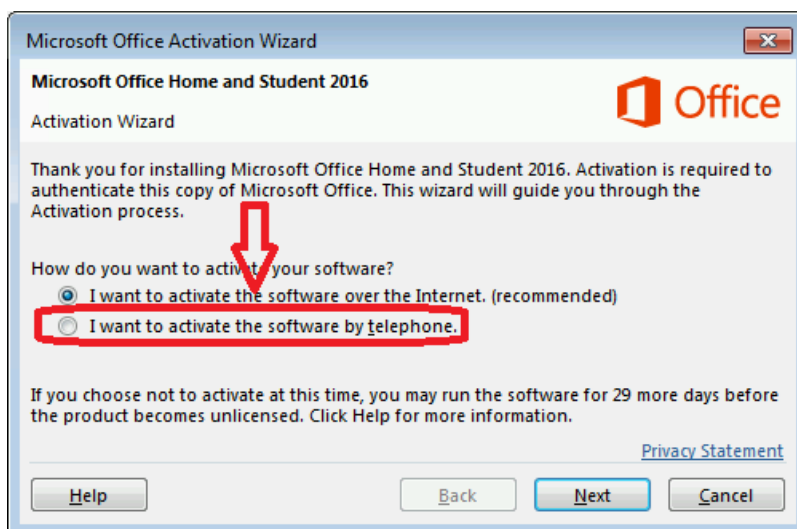 Microsoft Office Activation Wizard
Microsoft Office Home and Student 2016
Office
Activation Wizard
Thank you for installing Microsoft Office Home and Student 2016. Activation is required to
authenticate this copy of Microsoft Office. This wizard will guide you through the
Activation process.
How do you want to activate your software?
I want to activate the software over the Internet. (recommended)
I want to activate the software by telephone.
If you choose not to activate at this time, you may run the software for 29 more days before
the product becomes unlicensed. Click Help for more information.
Privacy Statement
Help
Back
Next
Cancel